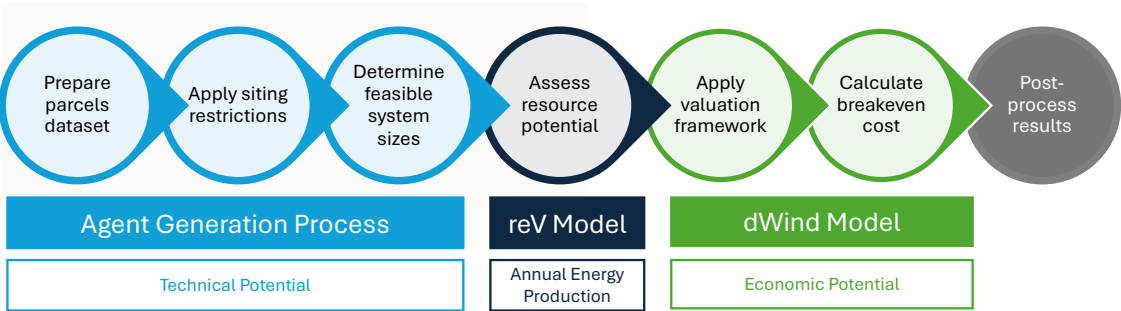 Prepare
parcels
dataset
Apply siting
restrictions
Determine
feasible
system
sizes
Assess
resource
potential
Apply
valuation
framework
Calculate
breakeven
cost
Post-
process
results
Agent Generation Process
reV Model
dWind Model
Technical Potential
Annual Energy
Production
Economic Potential